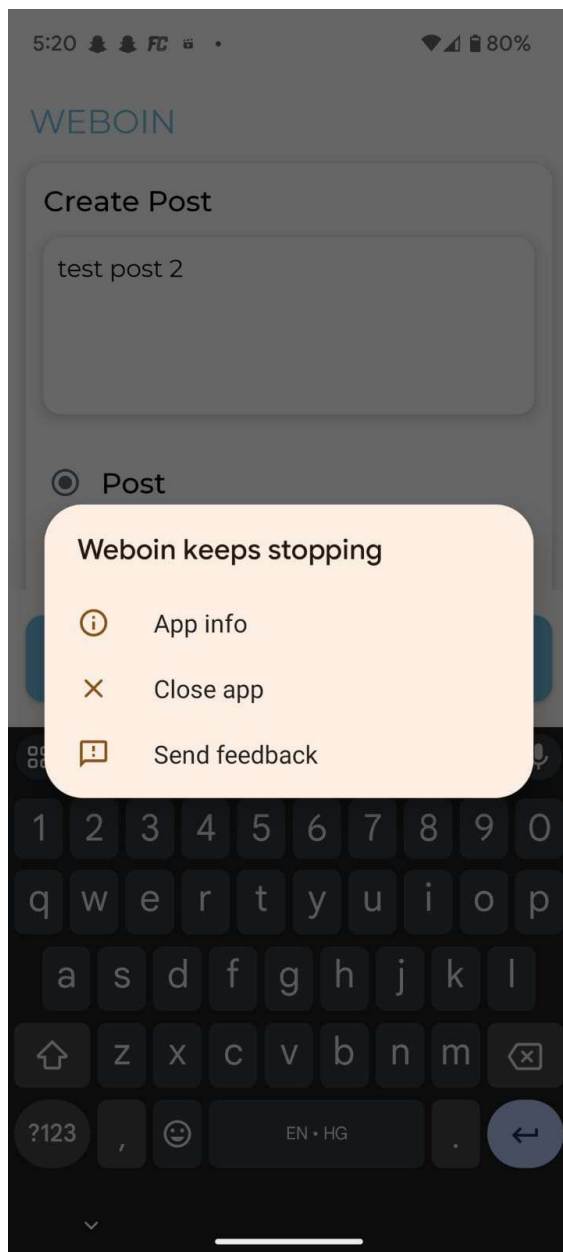 5:20 FC 80%
WEBOIN
Create Post
test post 2
Post
Weboin keeps stopping
App info
Close app
Send feedback
1 2 3 4 5 6 7 8 9 0
q w e r t y u i o p
a s d f g h j k l
z x c v b n m
?123 , EN • HG .